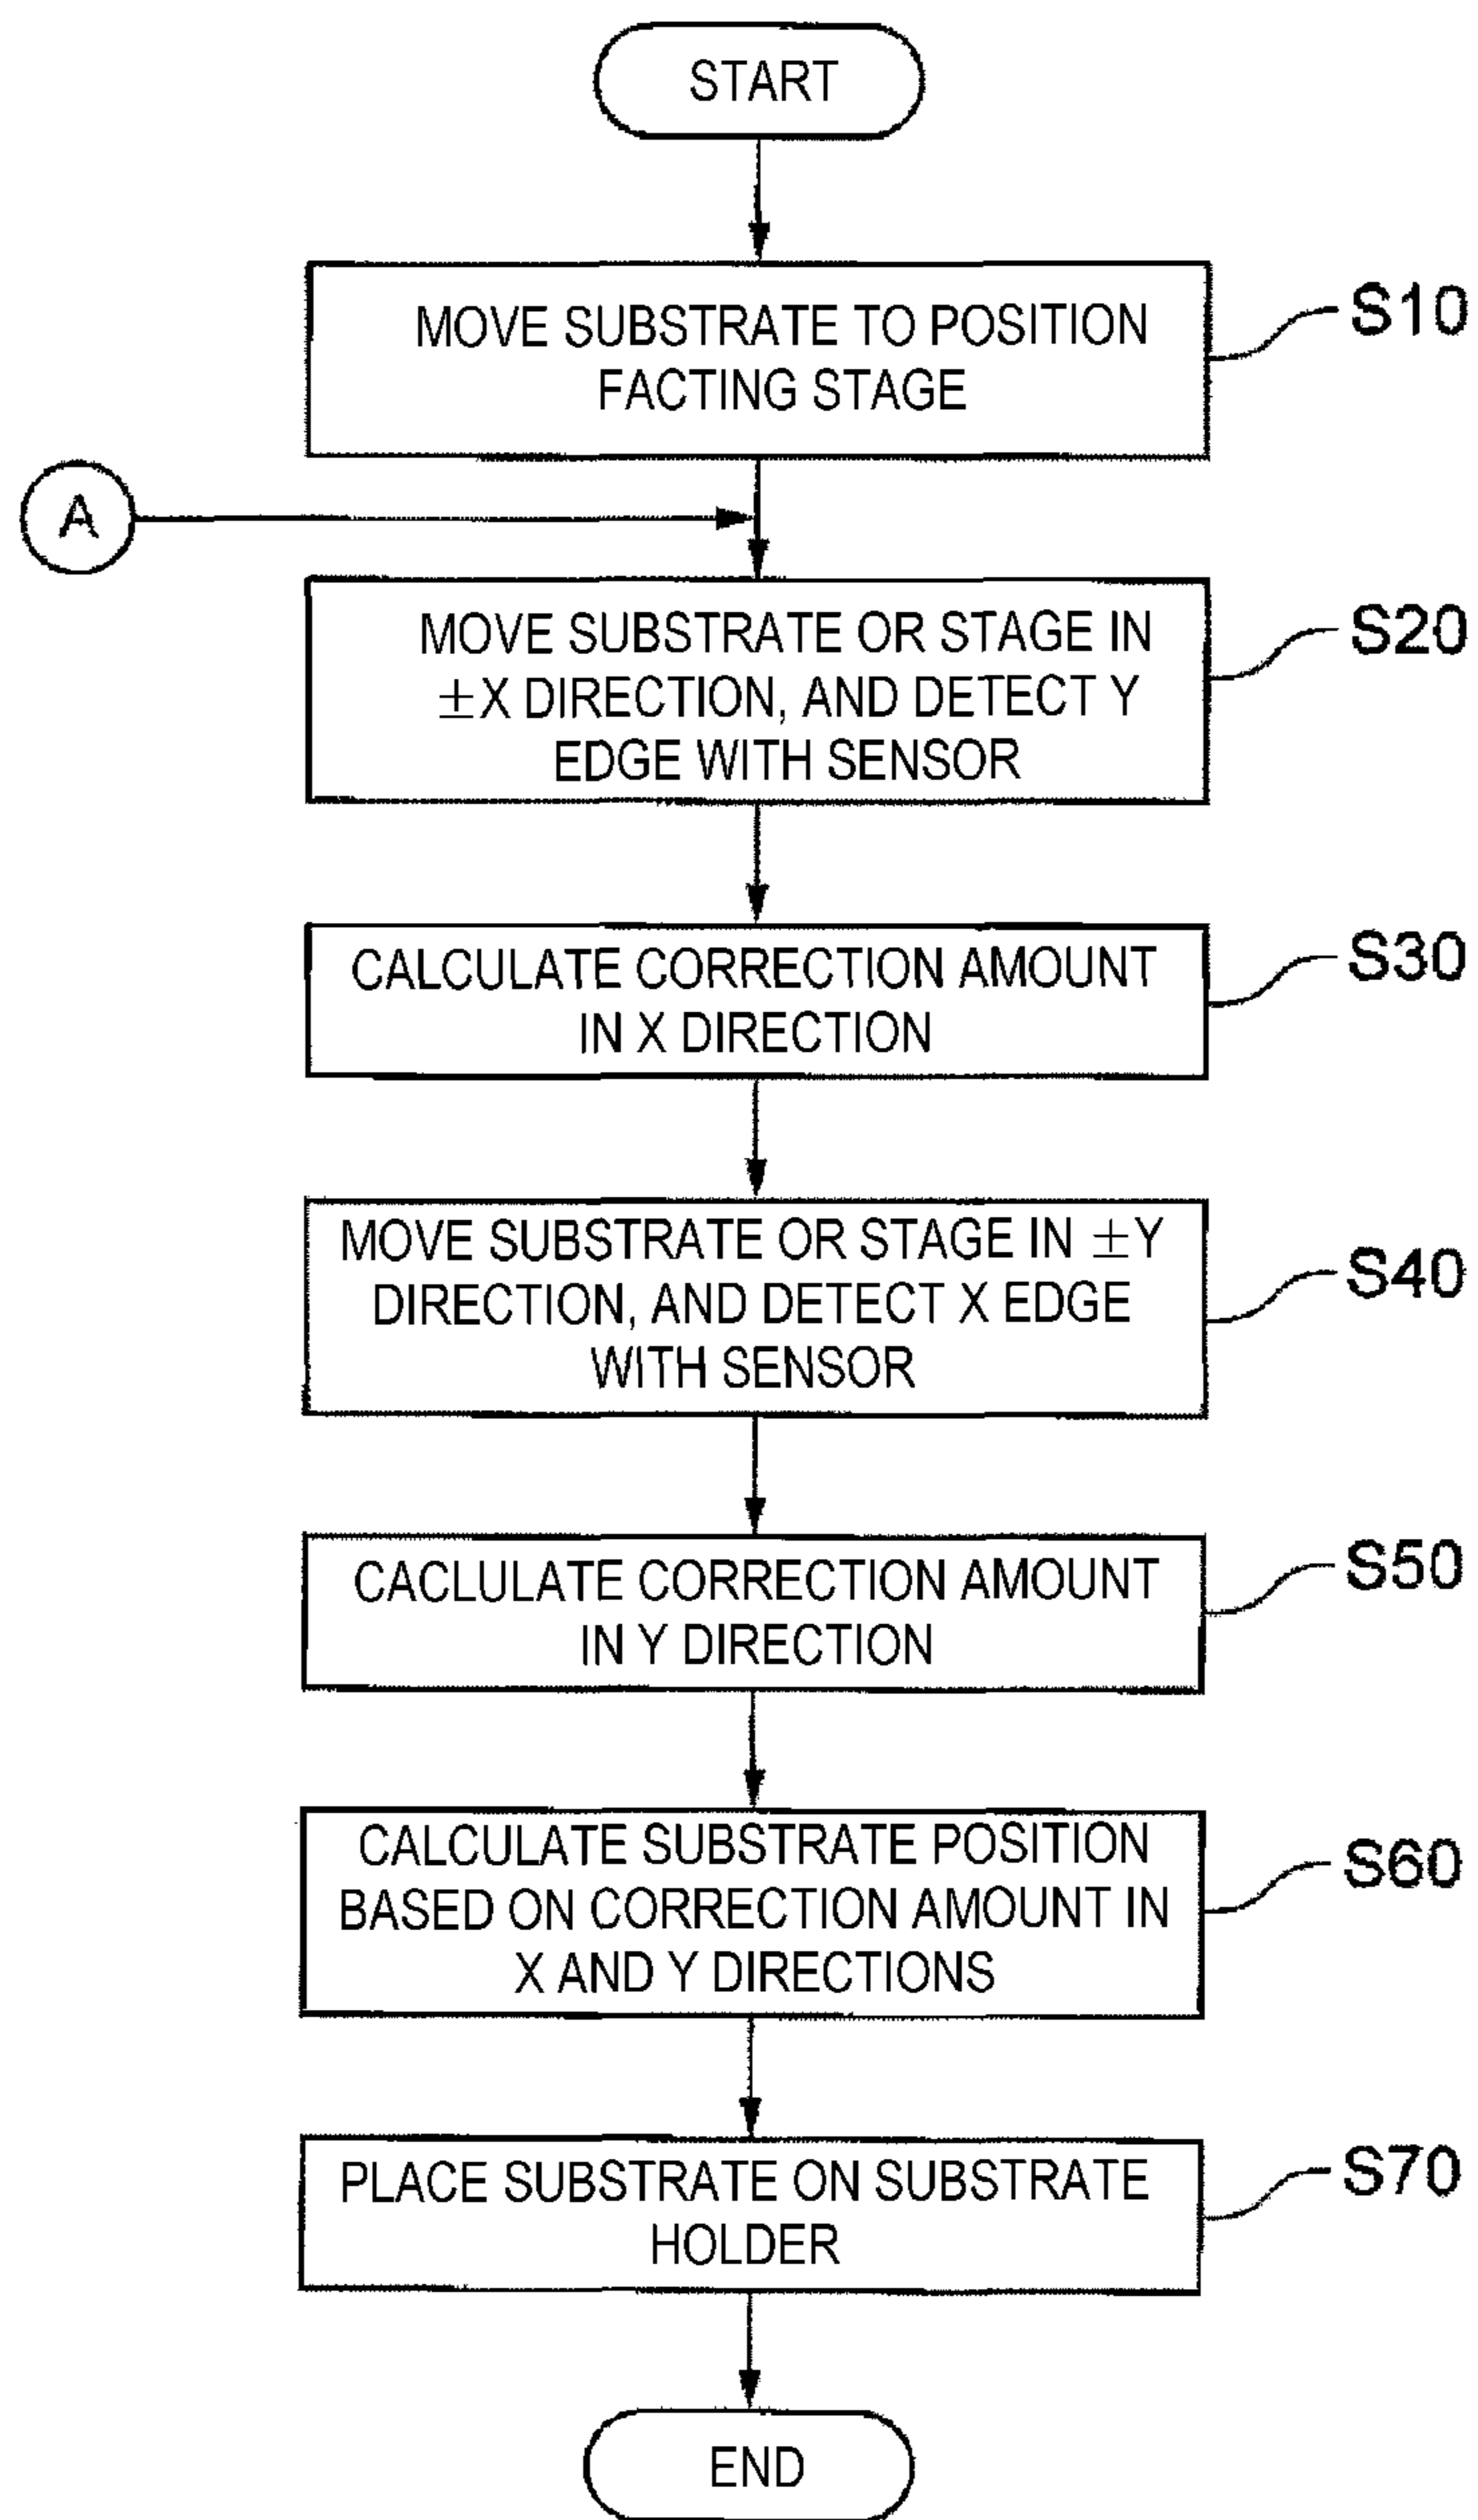 START
MOVE SUBSTRATE TO POSITION
FACTING STAGE
S10
A
MOVE SUBSTRATE OR STAGE IN
±X DIRECTION, AND DETECT Y
EDGE WITH SENSOR
S20
CALCULATE CORRECTION AMOUNT
IN X DIRECTION
S30
MOVE SUBSTRATE OR STAGE IN ±Y
DIRECTION, AND DETECT X EDGE
WITH SENSOR
S40
CACLULATE CORRECTION AMOUNT
IN Y DIRECTION
S50
CALCULATE SUBSTRATE POSITION
BASED ON CORRECTION AMOUNT IN
X AND Y DIRECTIONS
S60
PLACE SUBSTRATE ON SUBSTRATE
HOLDER
S70
END